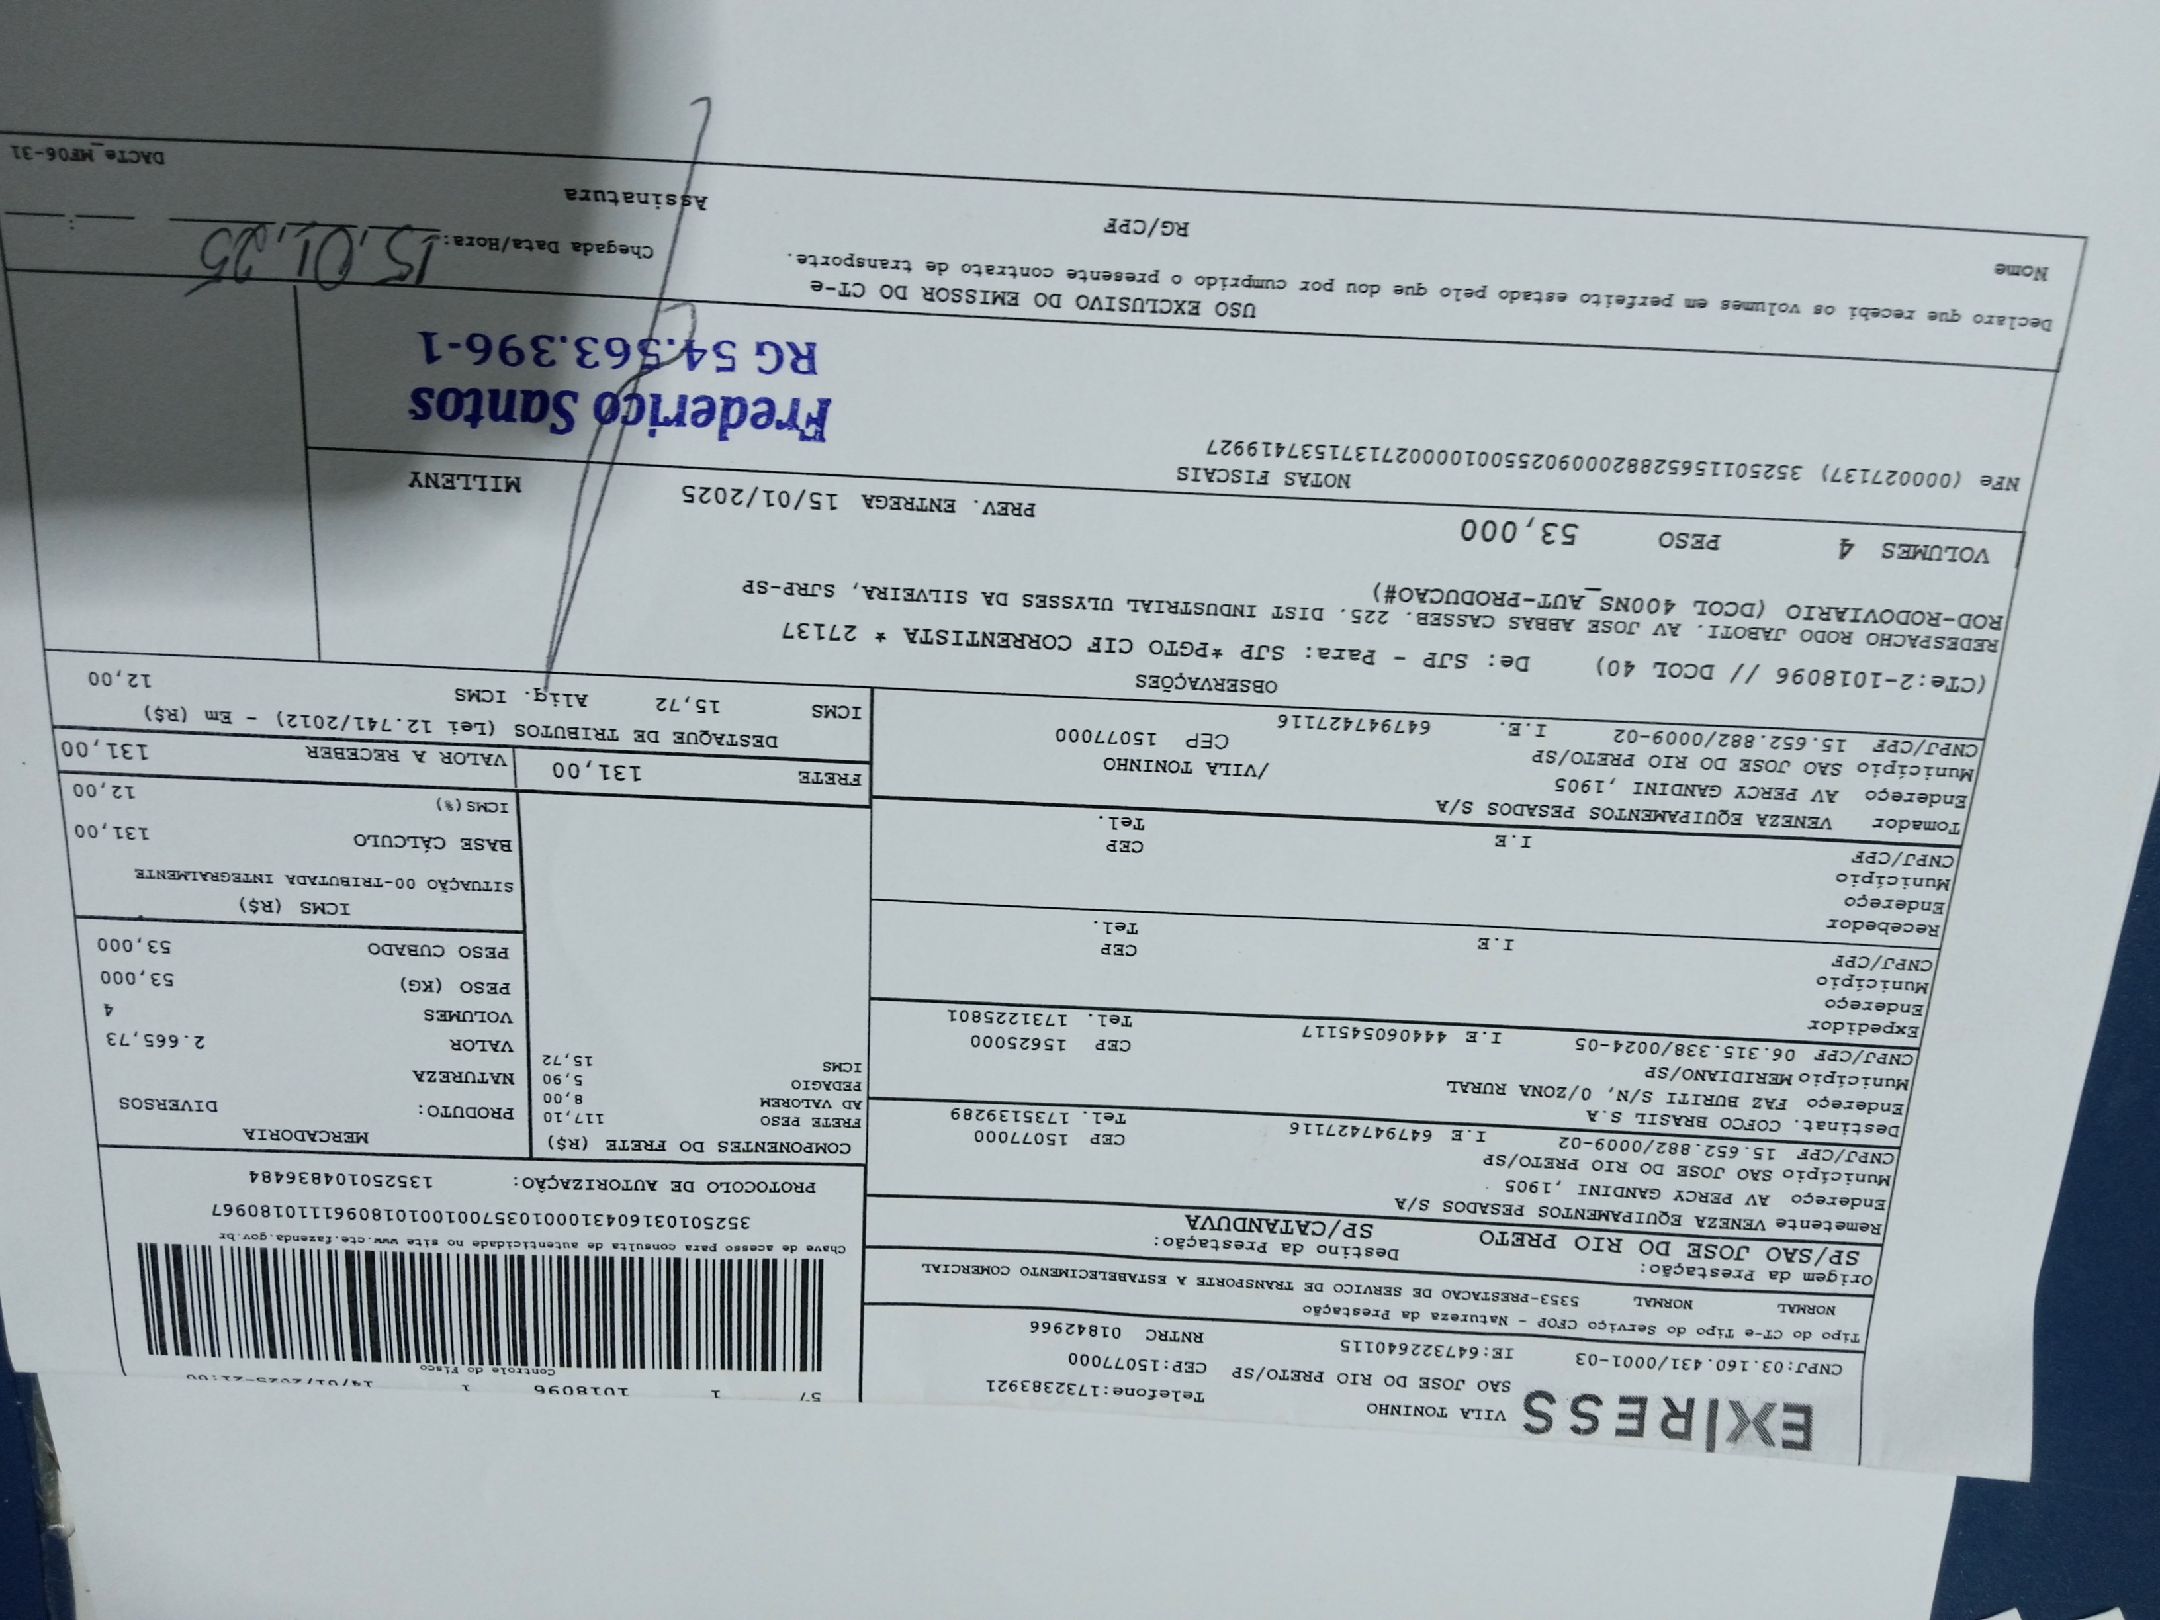 EXPRESS
VILA TONINHO Telefone:1732383921
SAO JOSE DO RIO PRETO/SP CEP:15077000
CNPJ:03.160.431/0001-03 IE:647322640115 RNTRC 01842966
57 1 1018096 1 14/01/2025-21:00
Controle do Fisco
Tipo do CT-e Tipo do Serviço CFOP - Natureza da Prestação
NORMAL NORMAL 5353-PRESTACAO DE SERVICO DE TRANSPORTE A ESTABELECIMENTO COMERCIAL
Chave de acesso para consulta de autenticidade no site www.cte.fazenda.gov.br
352501031604310001035700100101809611110180967
PROTOCOLO DE AUTORIZAÇÃO: 135250104836484
Origem da Prestação: Destino da Prestação:
SP/SAO JOSE DO RIO PRETO SP/CATANDUVA
Remetente VENEZA EQUIPAMENTOS PESADOS S/A
Endereço AV PERCY GANDINI ,1905
Município SAO JOSE DO RIO PRETO/SP CEP 15077000
CNPJ/CPF 15.652.882/0009-02 I.E 647947427116 Tel. 1735139289
Destinat. COFCO BRASIL S.A
Endereço FAZ BURITI S/N, 0/ZONA RURAL
Município MERIDIANO/SP CEP 15625000
CNPJ/CPF 06.315.338/0024-05 I.E 444060545117 Tel. 1731225801
Expedidor
Endereço
Município CEP
CNPJ/CPF I.E Tel.
Recebedor
Endereço
Município CEP
CNPJ/CPF I.E Tel.
Tomador VENEZA EQUIPAMENTOS PESADOS S/A
Endereço AV PERCY GANDINI ,1905 /VILA TONINHO
Município SAO JOSE DO RIO PRETO/SP CEP 15077000
CNPJ/CPF 15.652.882/0009-02 I.E. 647947427116
COMPONENTES DO FRETE (R$)
FRETE PESO 117,10
AD VALOREM 8,00
PEDAGIO 5,90
ICMS 15,72
MERCADORIA
PRODUTO: DIVERSOS
NATUREZA
VALOR 2.665,73
VOLUMES 4
PESO (KG) 53,000
PESO CUBADO 53,000
ICMS (R$)
SITUAÇÃO 00-TRIBUTADA INTEGRALMENTE
BASE CÁLCULO 131,00
ICMS(%) 12,00
FRETE 131,00 VALOR A RECEBER 131,00
DESTAQUE DE TRIBUTOS (Lei 12.741/2012) - Em (R$)
ICMS 15,72 Aliq. ICMS 12,00
OBSERVAÇÕES
(CTe:2-1018096 // DCOL 40) De: SJP - Para: SJP *PGTO CIF CORRENTISTA * 27137
REDESPACHO RODO JABOTI. AV JOSE ABBAS CASSEB. 225. DIST INDUSTRIAL ULYSSES DA SILVEIRA, SJRP-SP
ROD-RODOVIARIO (DCOL 400NS_AUT-PRODUCAO#)
VOLUMES 4 PESO 53,000 PREV. ENTREGA 15/01/2025 MILLENY
NOTAS FISCAIS
NFe (000027137) 35250115652882000902550010000271371537419927
Frederico Santos
RG 54.563.396-1
USO EXCLUSIVO DO EMISSOR DO CT-e
Declaro que recebi os volumes em perfeito estado pelo que dou por cumprido o presente contrato de transporte.
Chegada Data/Hora: 15,01,25
Nome RG/CPF Assinatura
DACTe_MF06-31